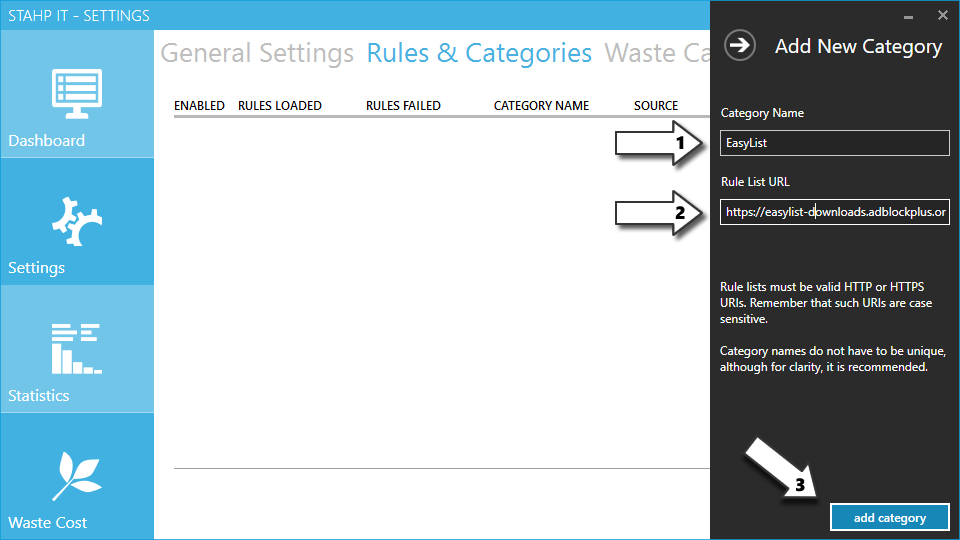 STAHP IT - SETTINGS
Dashboard
Settings
Statistics
Waste Cost
General Settings Rules & Categories Waste Ca
ENABLED RULES LOADED RULES FAILED CATEGORY NAME SOURCE
Add New Category
Category Name
1
EasyList
Rule List URL
2
https://easylist-downloads.adblockplus.or
Rule lists must be valid HTTP or HTTPS
URIs. Remember that such URIs are case
sensitive.
Category names do not have to be unique,
although for clarity, it is recommended.
3
add category